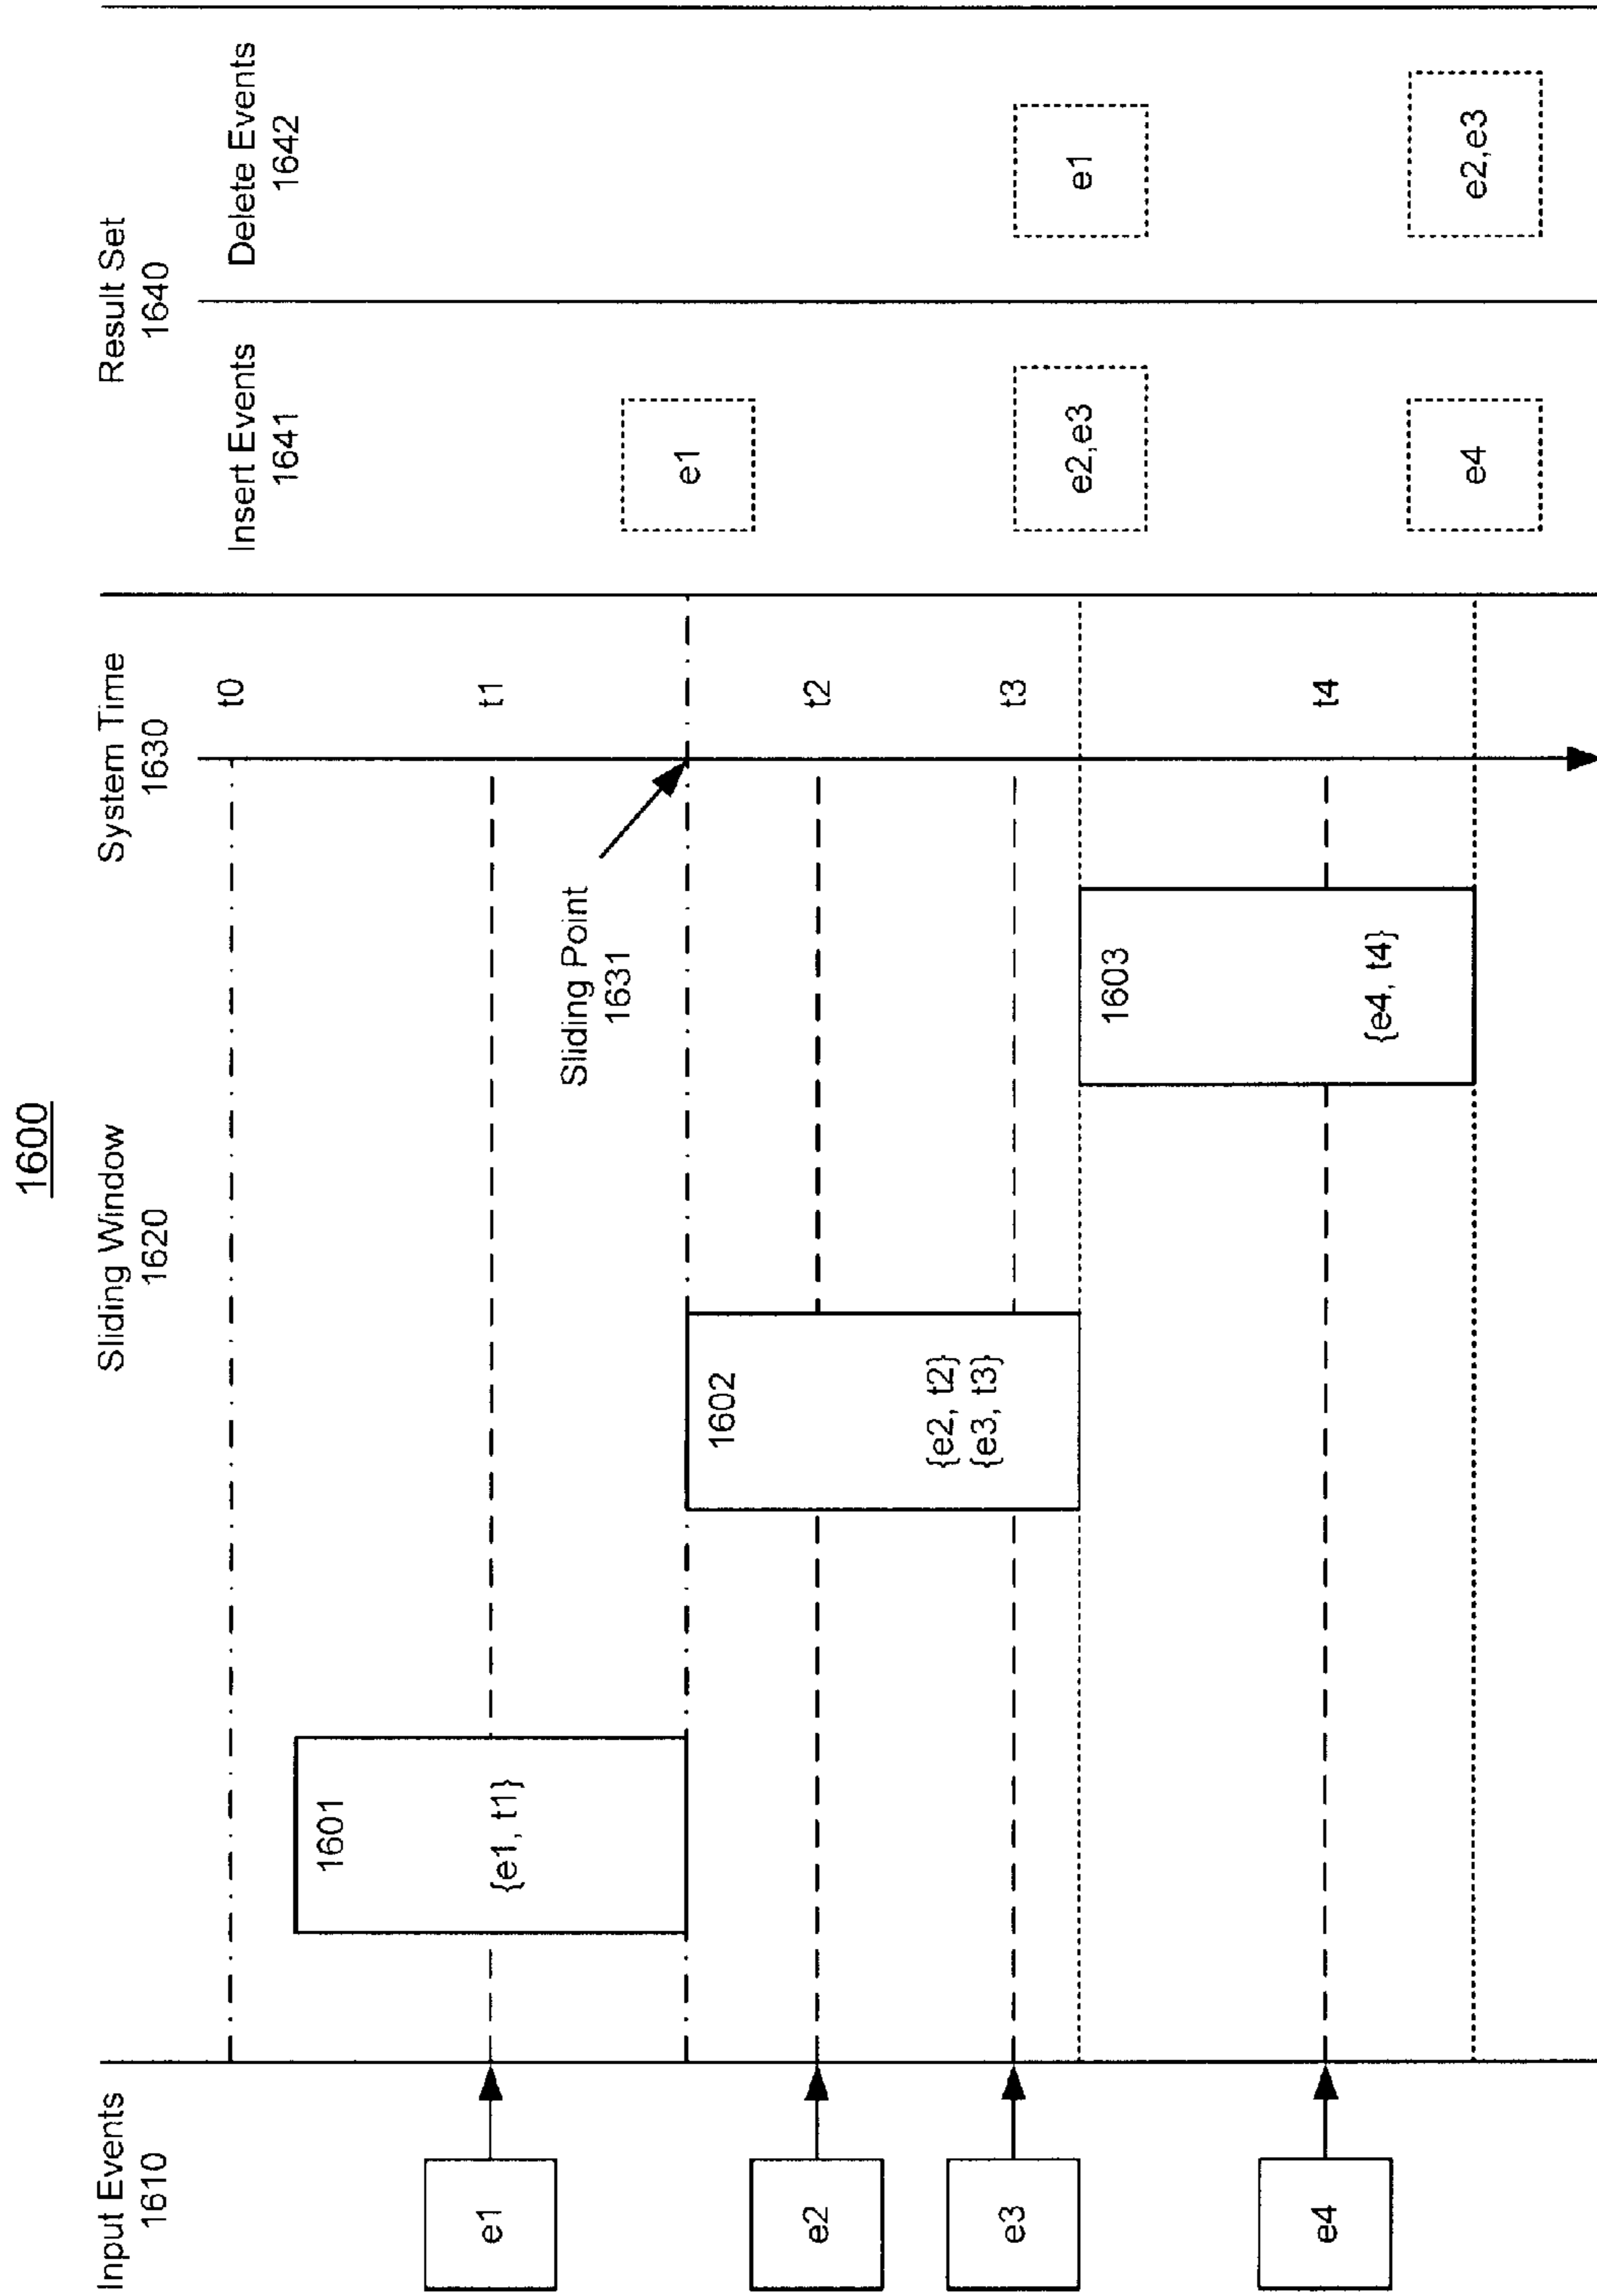 1600
Input Events
1610
Sliding Window
1620
System Time
1630
Result Set
1640
Insert Events
1641
Delete Events
1642
t0
1601
e1
{e1, t1}
t1
Sliding Point
1631
e1
1602
e2
t2
{e2, t2}
{e3, t3}
e3
t3
1603
e2,e3
e1
e4
{e4, t4}
t4
e4
e2,e3